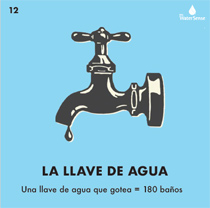 12
WaterSense
LA LLAVE DE AGUA
Una llave de agua que gotea = 180 baños